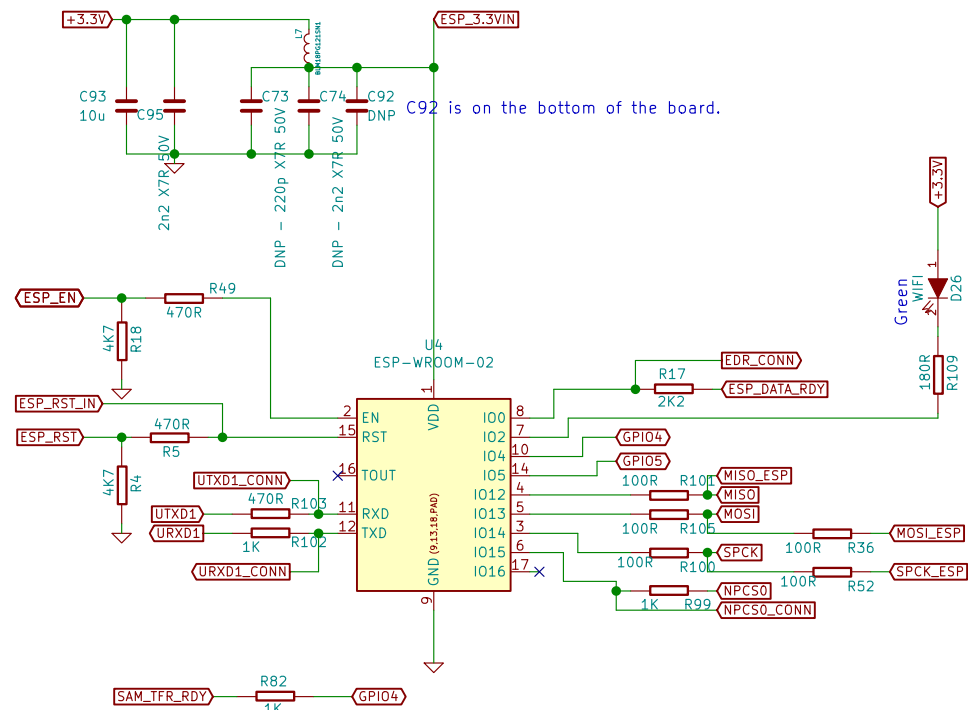 +3.3V
ESP_3.3VIN
L7
BLM18PG121SN1
C93
10u
C95
2n2 X7R 50V
C73
DNP - 220p X7R 50V
C74
DNP - 2n2 X7R 50V
C92
DNP
C92 is on the bottom of the board.
+3.3V
1
WIFI
2
D26
Green
180R
R109
ESP_EN
R49
470R
4K7
R18
ESP_RST_IN
ESP_RST
470R
R5
4K7
R4
U4
ESP-WROOM-02
1
VDD
2
EN
15
RST
16
TOUT
11
RXD
12
TXD
GND
(9,13,18,PAD)
9
IO0
8
IO2
7
IO4
10
IO5
14
IO12
4
IO13
5
IO14
3
IO15
6
IO16
17
UTXD1_CONN
470R
R103
UTXD1
URXD1
1K
R102
URXD1_CONN
EDR_CONN
R17
2K2
ESP_DATA_RDY
GPIO4
GPIO5
100R
R101
MISO_ESP
MISO
MOSI
100R
R105
100R
R36
MOSI_ESP
SPCK
100R
R100
100R
R52
SPCK_ESP
NPCS0
1K
R99
NPCS0_CONN
SAM_TFR_RDY
R82
1K
GPIO4